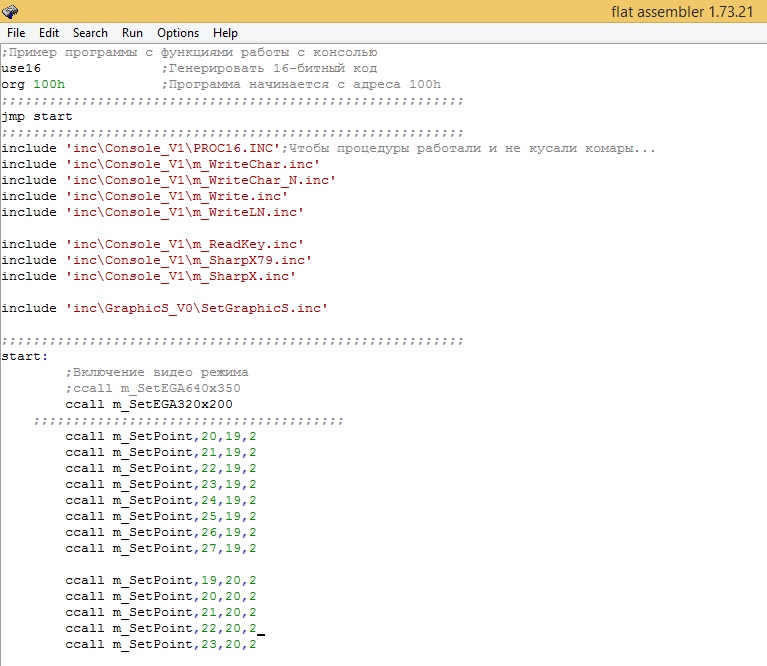 flat assembler 1.73.21
File Edit Search Run Options Help
;Пример программы с функциями работы с консолью
use16 ;Генерировать 16-битный код
org 100h ;Программа начинается с адреса 100h
;;;;;;;;;;;;;;;;;;;;;;;;;;;;;;;;;;;;;;;;;;;;;;;;;;;;;;;;;;
jmp start
;;;;;;;;;;;;;;;;;;;;;;;;;;;;;;;;;;;;;;;;;;;;;;;;;;;;;;;;;;
include 'inc\Console_V1\PROC16.INC';Чтобы процедуры работали и не кусали комары...
include 'inc\Console_V1\m_WriteChar.inc'
include 'inc\Console_V1\m_WriteChar_N.inc'
include 'inc\Console_V1\m_Write.inc'
include 'inc\Console_V1\m_WriteLN.inc'
include 'inc\Console_V1\m_ReadKey.inc'
include 'inc\Console_V1\m_SharpX79.inc'
include 'inc\Console_V1\m_SharpX.inc'
include 'inc\GraphicS_V0\SetGraphicS.inc'
;;;;;;;;;;;;;;;;;;;;;;;;;;;;;;;;;;;;;;;;;;;;;;;;;;;;;;;;;;
start:
;Включение видео режима
;ccall m_SetEGA640x350
ccall m_SetEGA320x200
;;;;;;;;;;;;;;;;;;;;;;;;;;;;;;;;;;;;;;;
ccall m_SetPoint,20,19,2
ccall m_SetPoint,21,19,2
ccall m_SetPoint,22,19,2
ccall m_SetPoint,23,19,2
ccall m_SetPoint,24,19,2
ccall m_SetPoint,25,19,2
ccall m_SetPoint,26,19,2
ccall m_SetPoint,27,19,2
ccall m_SetPoint,19,20,2
ccall m_SetPoint,20,20,2
ccall m_SetPoint,21,20,2
ccall m_SetPoint,22,20,2
ccall m_SetPoint,23,20,2